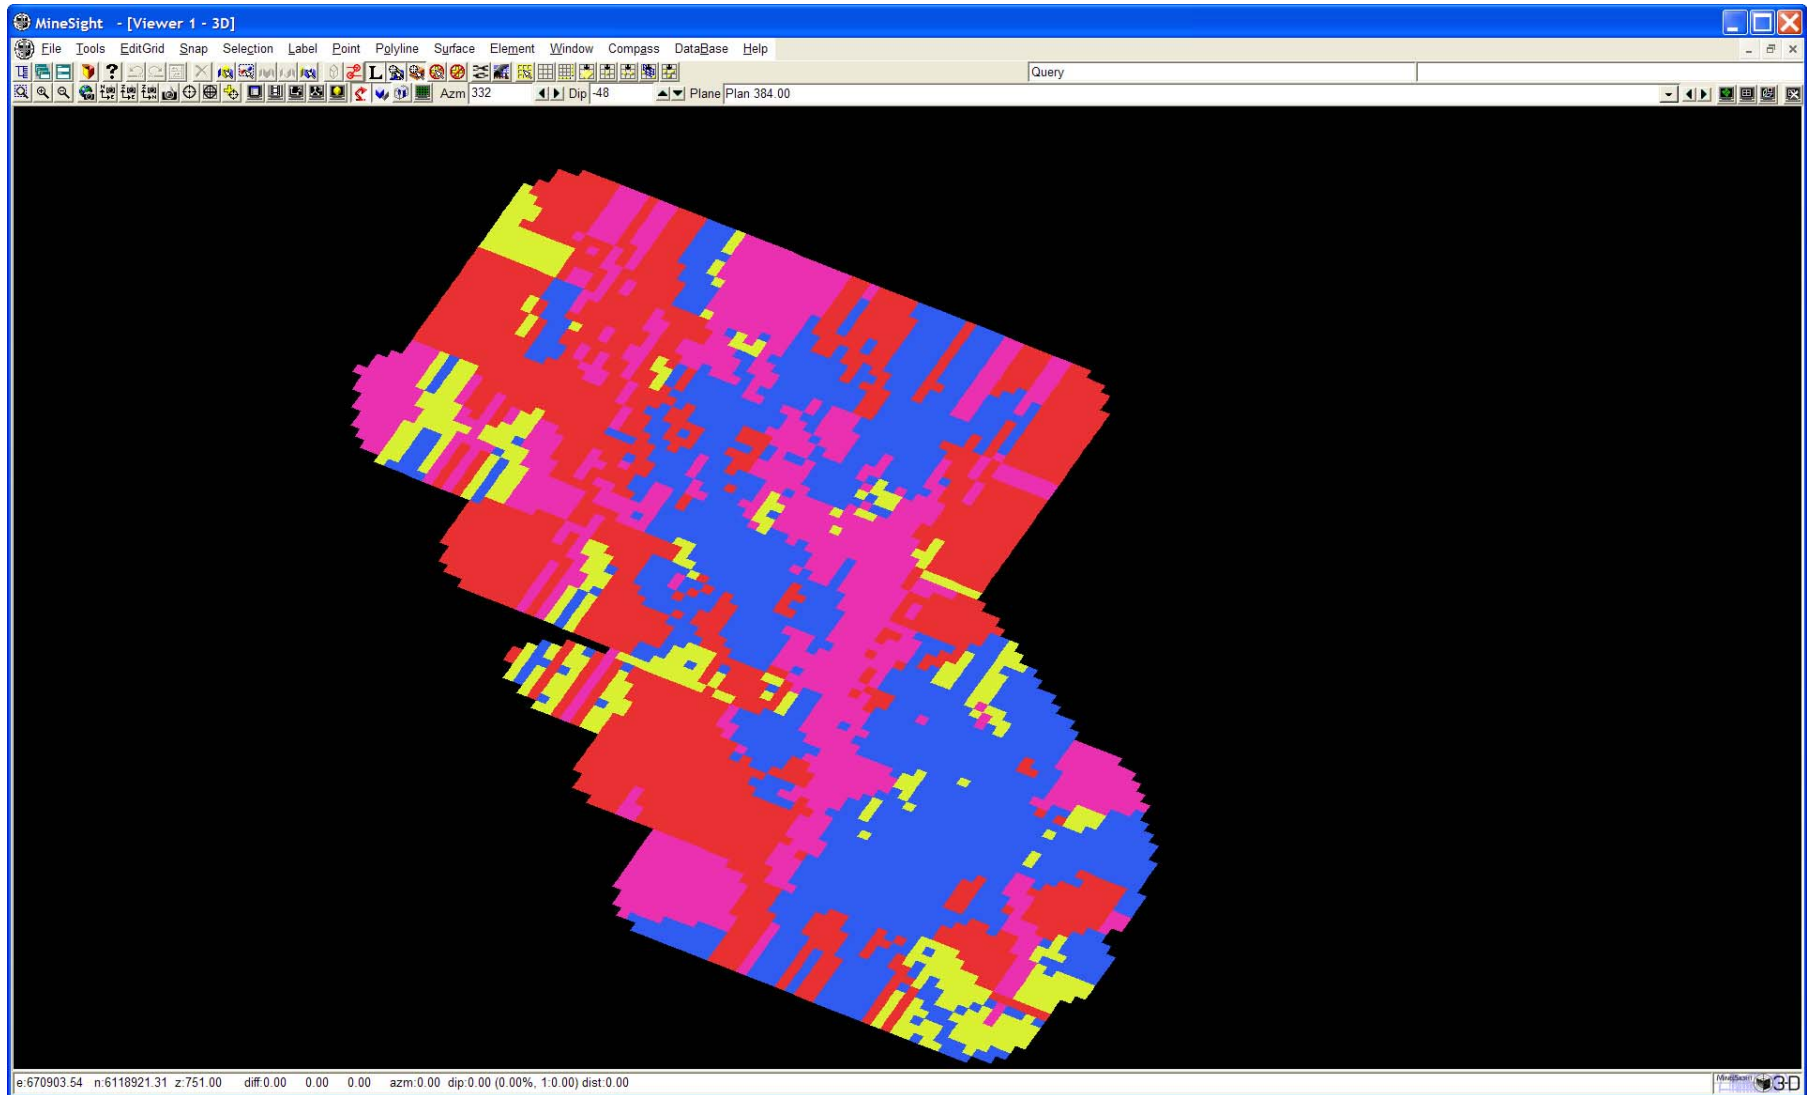 MineSight - [Viewer 1 - 3D]
File Tools EditGrid Snap Selection Label Point Polyline Surface Element Window Compass DataBase Help
? L Query
Azm 332 Dip -48 Plane Plan 384.00
e:670903.54 n:6118921.31 z:751.00 diff:0.00 0.00 0.00 azm:0.00 dip:0.00 (0.00%, 1:0.00) dist:0.00
MineSight 3-D